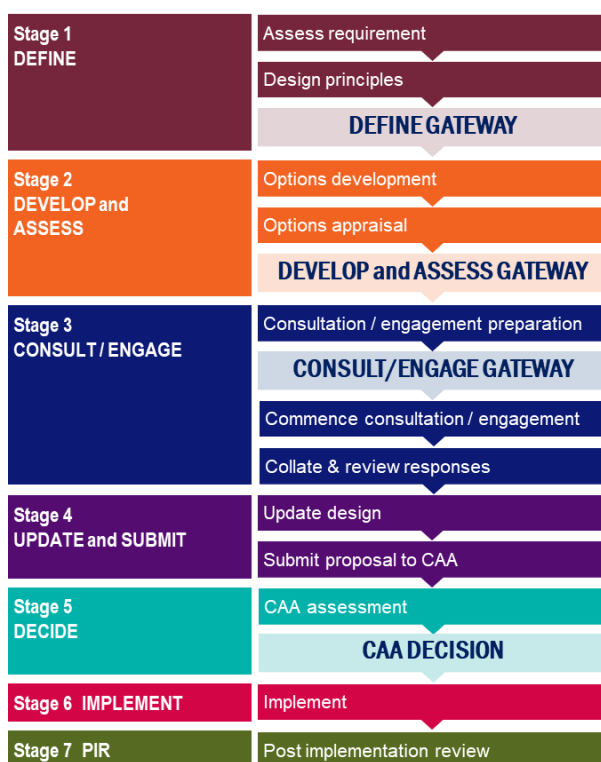 Stage 1
DEFINE
Assess requirement
Design principles
DEFINE GATEWAY
Stage 2
DEVELOP and
ASSESS
Options development
Options appraisal
DEVELOP and ASSESS GATEWAY
Stage 3
CONSULT / ENGAGE
Consultation / engagement preparation
CONSULT/ENGAGE GATEWAY
Commence consultation / engagement
Collate & review responses
Stage 4
UPDATE and SUBMIT
Update design
Submit proposal to CAA
Stage 5
DECIDE
CAA assessment
CAA DECISION
Stage 6 IMPLEMENT
Implement
Stage 7 PIR
Post implementation review